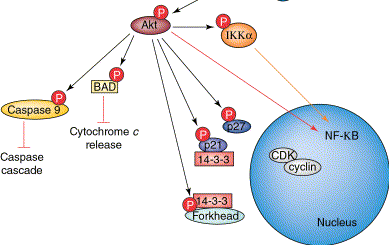 P
Akt
P
IKKα
P
Caspase 9
P
BAD
P
p27
P
p21
14-3-3
Cytochrome c
release
Caspase
cascade
NF-KB
CDK
cyclin
14-3-3
P
Forkhead
Nucleus